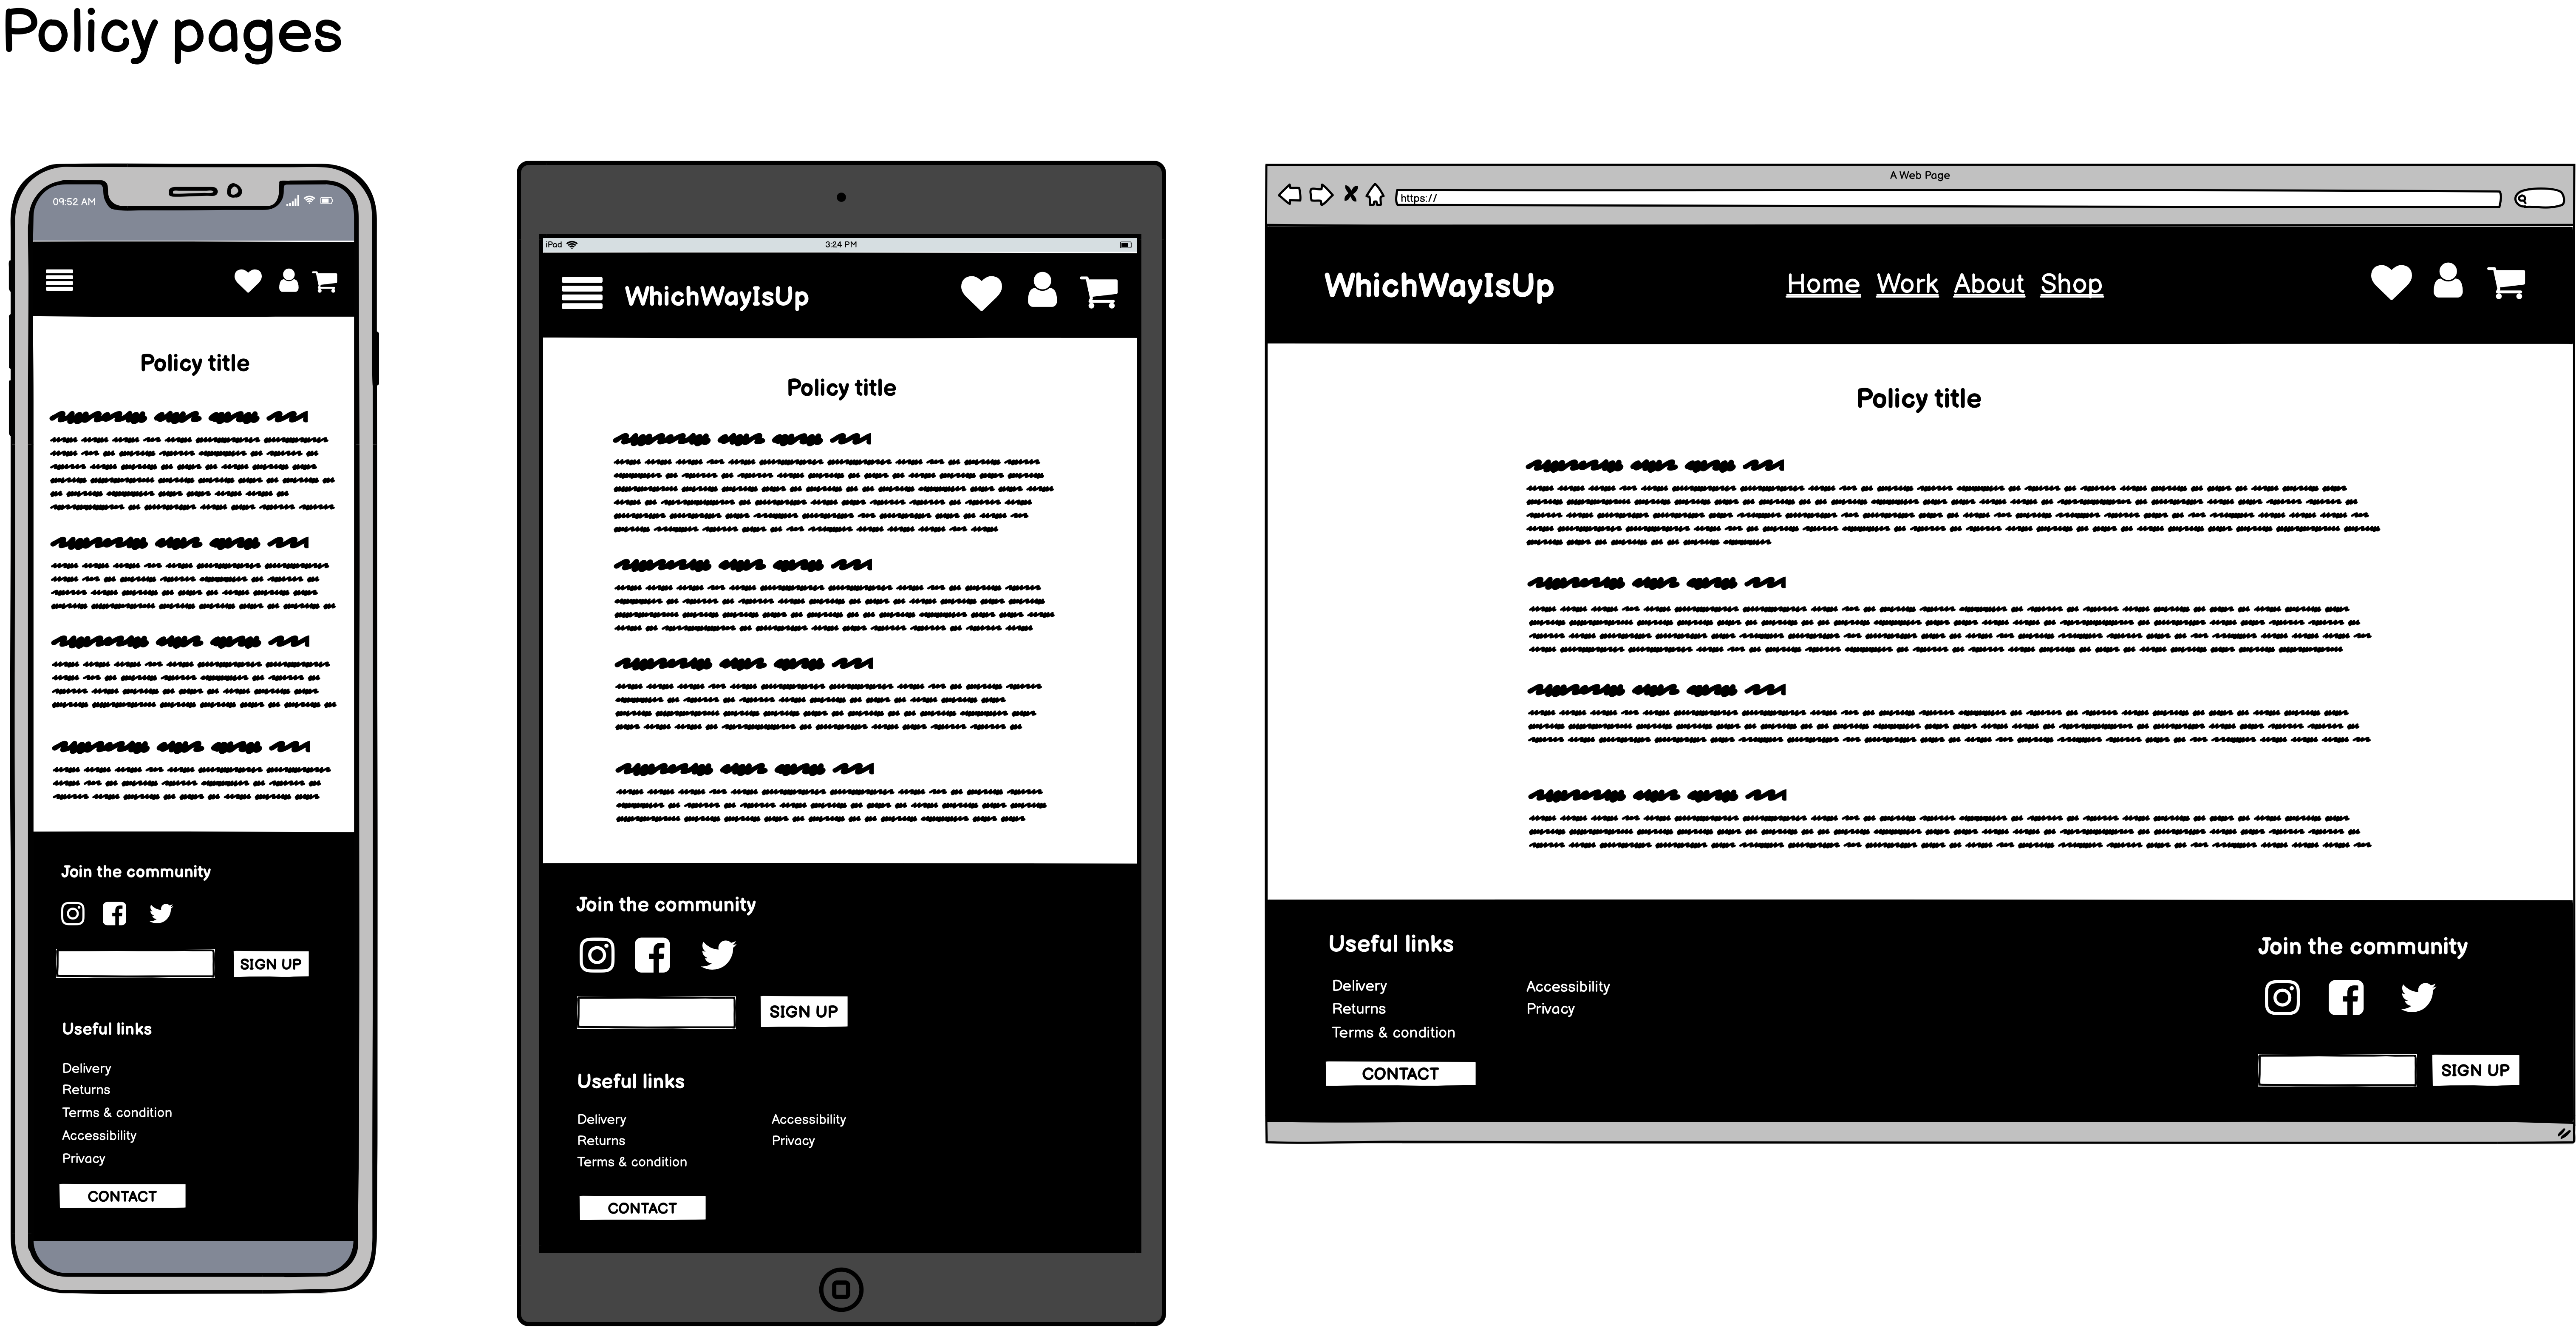 Policy pages
09:52 AM
Policy title
Join the community
SIGN UP
Useful links
Delivery
Returns
Terms & condition
Accessibility
Privacy
CONTACT
iPad 3:24 PM
WhichWayIsUp
Policy title
Join the community
SIGN UP
Useful links
Delivery Accessibility
Returns Privacy
Terms & condition
CONTACT
A Web Page
https://
WhichWayIsUp Home Work About Shop
Policy title
Useful links
Delivery Accessibility
Returns Privacy
Terms & condition
CONTACT
Join the community
SIGN UP